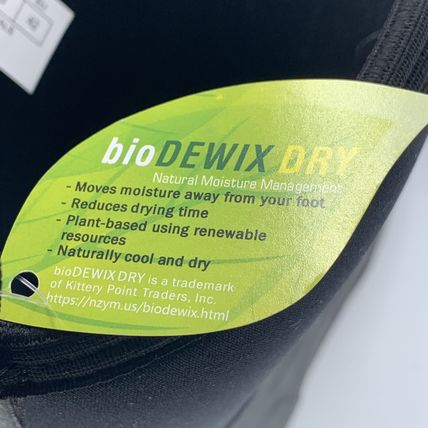 bioDEWIX DRY
Natural Moisture Management
- Moves moisture away from your foot
- Reduces drying time
- Plant-based using renewable
resources
- Naturally cool and dry
bioDEWIX DRY is a trademark
of Kittery Point Traders, Inc.
https://nzym.us/biodewix.html